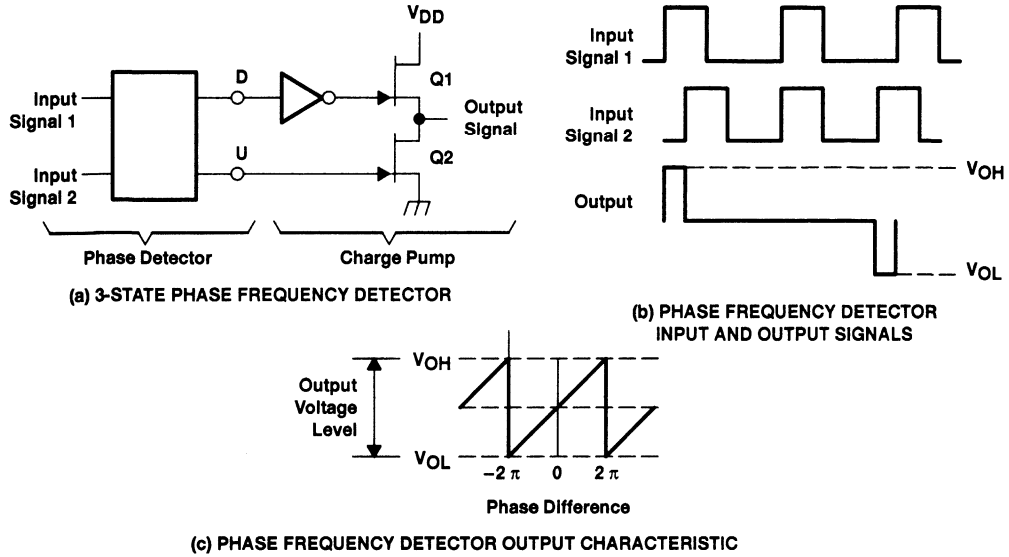 VDD
D
Q1
Input
Signal 1
Output
Signal
U
Q2
Input
Signal 2
Phase Detector
Charge Pump
(a) 3-STATE PHASE FREQUENCY DETECTOR
Input
Signal 1
Input
Signal 2
VOH
Output
VOL
(b) PHASE FREQUENCY DETECTOR
INPUT AND OUTPUT SIGNALS
VOH
Output
Voltage
Level
VOL
−2 π
0
2 π
Phase Difference
(c) PHASE FREQUENCY DETECTOR OUTPUT CHARACTERISTIC